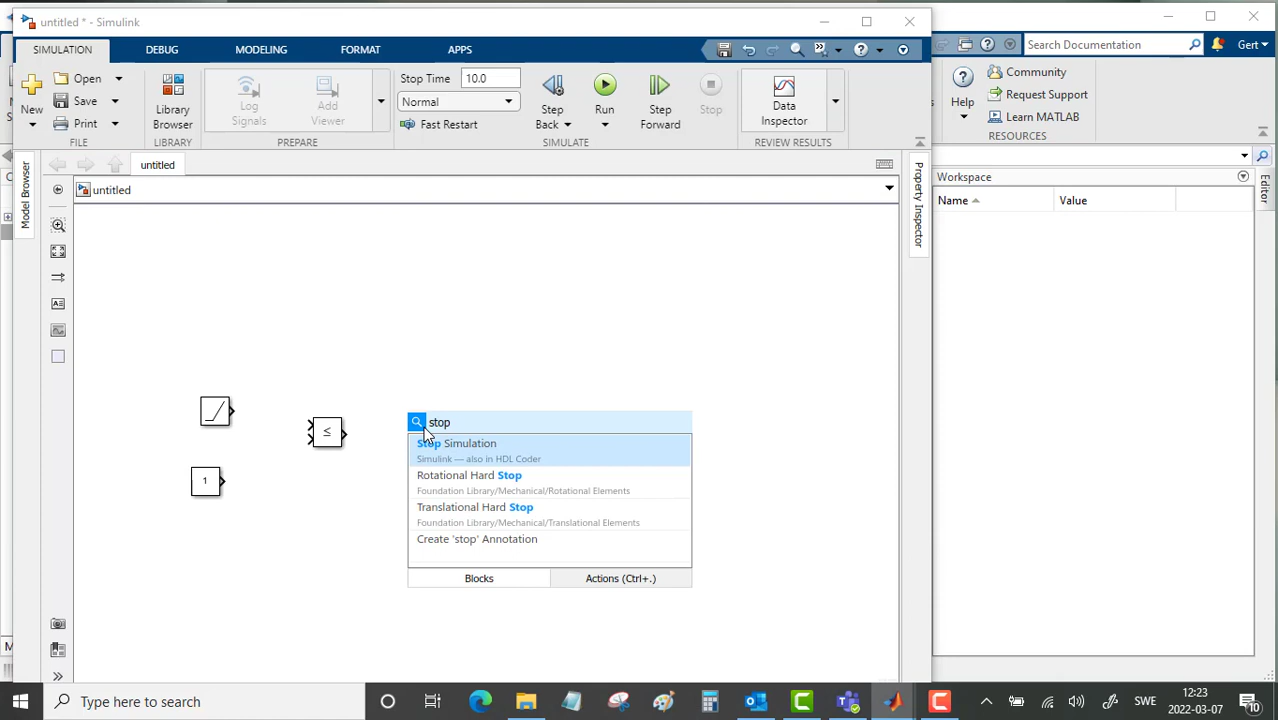 untitled * - Simulink
SIMULATION
DEBUG
MODELING
FORMAT
APPS
Search Documentation
Gert
New
Open
Save
Print
FILE
Library
Browser
LIBRARY
Log
Signals
Add
Viewer
PREPARE
Stop Time
10.0
Normal
Fast Restart
Step
Back
Run
Step
Forward
Stop
SIMULATE
Data
Inspector
REVIEW RESULTS
Help
Community
Request Support
Learn MATLAB
RESOURCES
untitled
untitled
Model Browser
Property Inspector
Workspace
Name
Value
Editor
≤
1
stop
Stop Simulation
Simulink — also in HDL Coder
Rotational Hard Stop
Foundation Library/Mechanical/Rotational Elements
Translational Hard Stop
Foundation Library/Mechanical/Translational Elements
Create 'stop' Annotation
Blocks
Actions (Ctrl+.)
Type here to search
SWE
12:23
2022-03-07
10